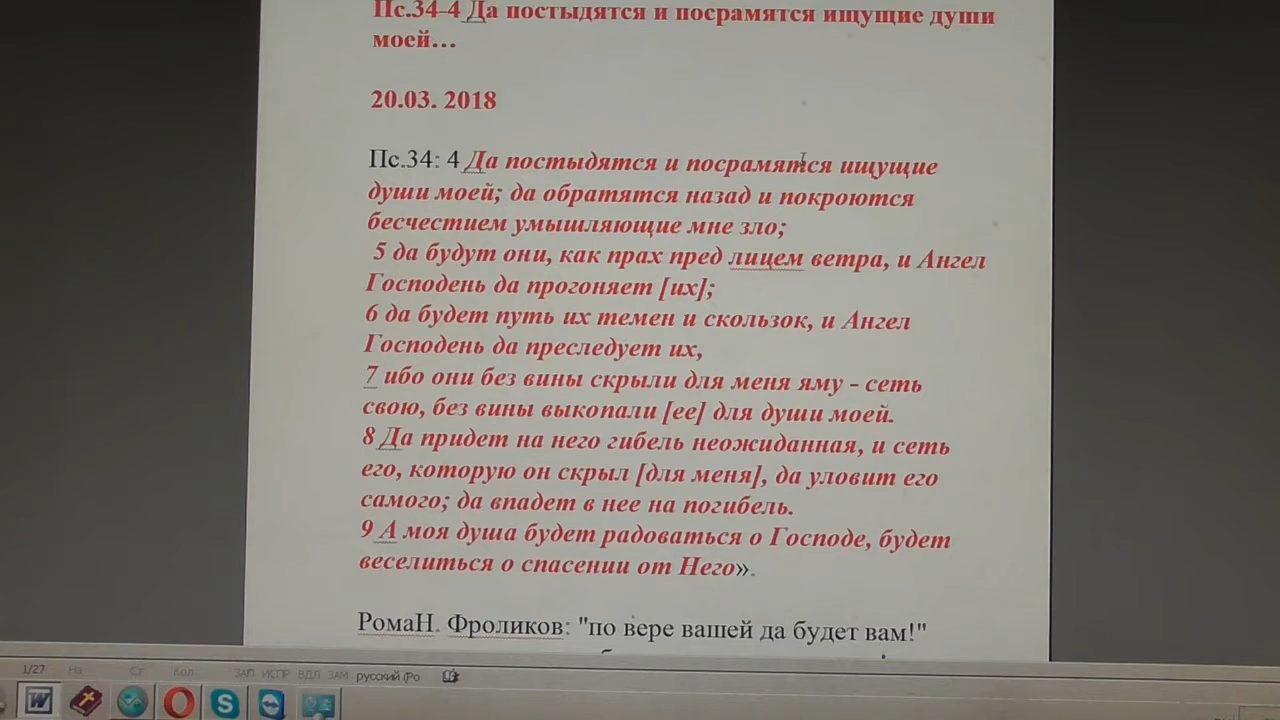 Пс.34-4 Да постыдятся и посрамятся ищущие души
моей…
20.03. 2018
Пс.34: 4 Да постыдятся и посрамятся ищущие
души моей; да обратятся назад и покроются
бесчестием умышляющие мне зло;
5 да будут они, как прах пред лицем ветра, и Ангел
Господень да прогоняет [их];
6 да будет путь их темен и скользок, и Ангел
Господень да преследует их,
7 ибо они без вины скрыли для меня яму - сеть
свою, без вины выкопали [ее] для души моей.
8 Да придет на него гибель неожиданная, и сеть
его, которую он скрыл [для меня], да уловит его
самого; да впадет в нее на погибель.
9 А моя душа будет радоваться о Господе, будет
веселиться о спасении от Него».
РомаН. Фроликов: "по вере вашей да будет вам!"
1/27 На Ст Кол ЗАП ИСПР ВДЛ ЗАМ русский (Ро